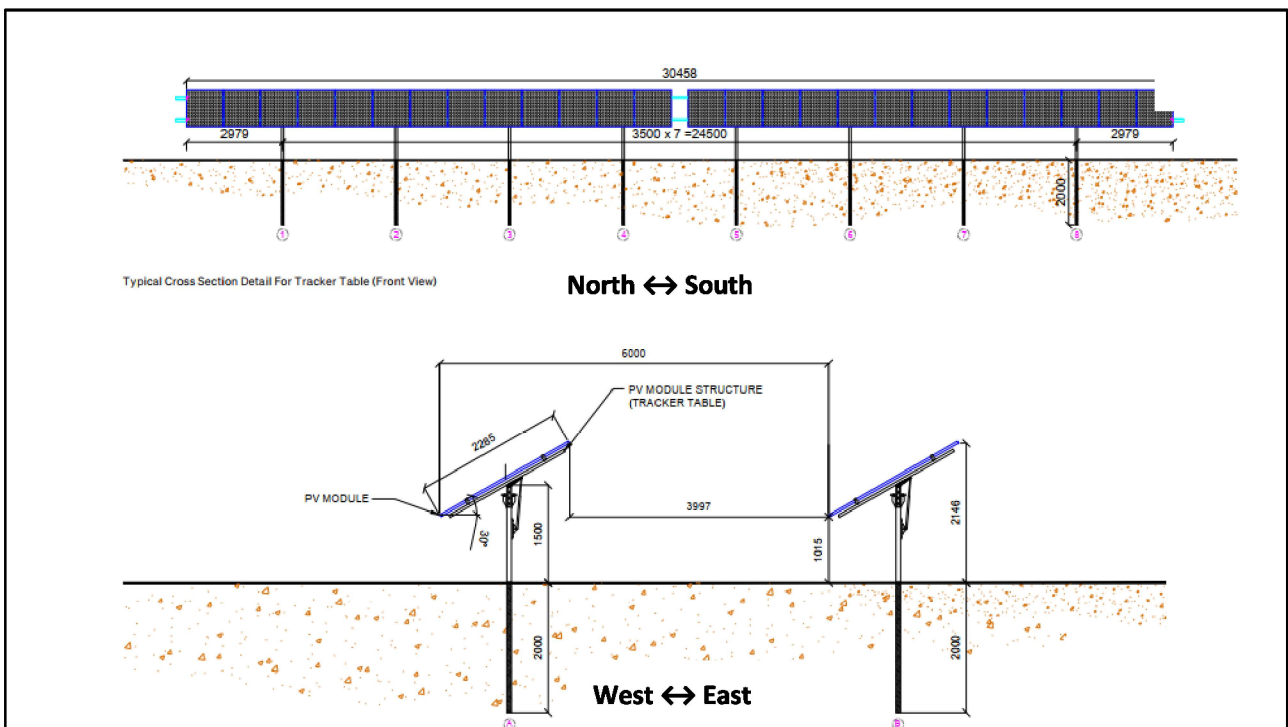 30458
2979
3500 x 7 =24500
2979
2000
1
2
3
4
5
6
7
8
Typical Cross Section Detail For Tracker Table (Front View)
North ↔ South
6000
PV MODULE STRUCTURE
(TRACKER TABLE)
2285
PV MODULE
3997
30°
1500
1015
2146
2000
2000
West ↔ East
A
B